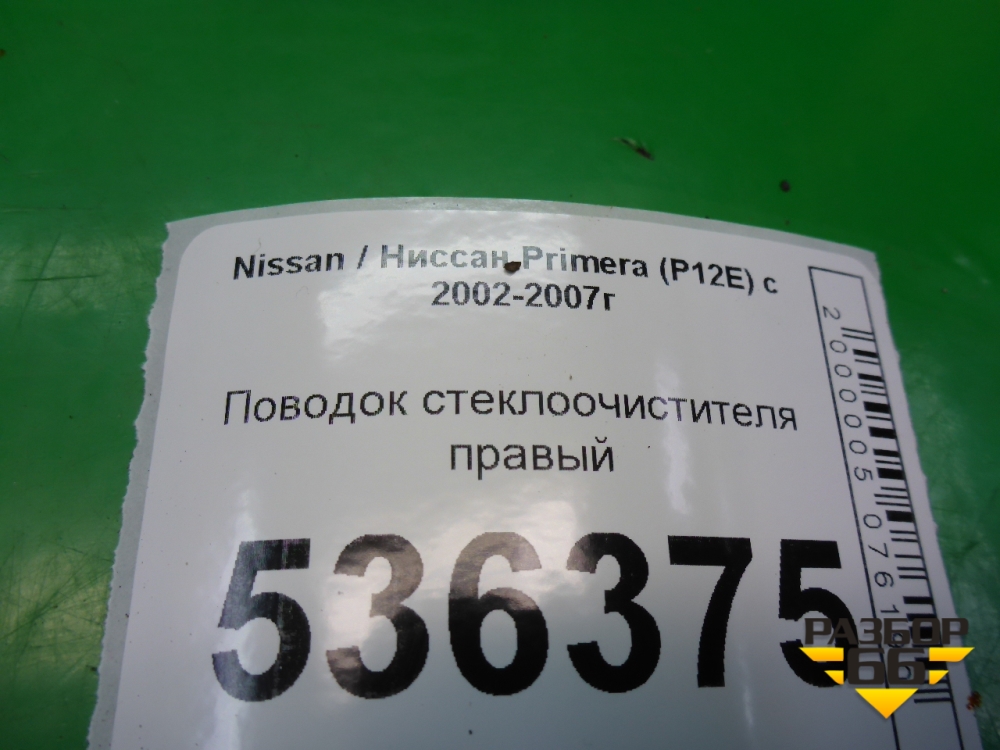 Nissan / Ниссан Primera (P12E) с
2002-2007г
Поводок стеклоочистителя
правый
536375
РАЗБОР
66